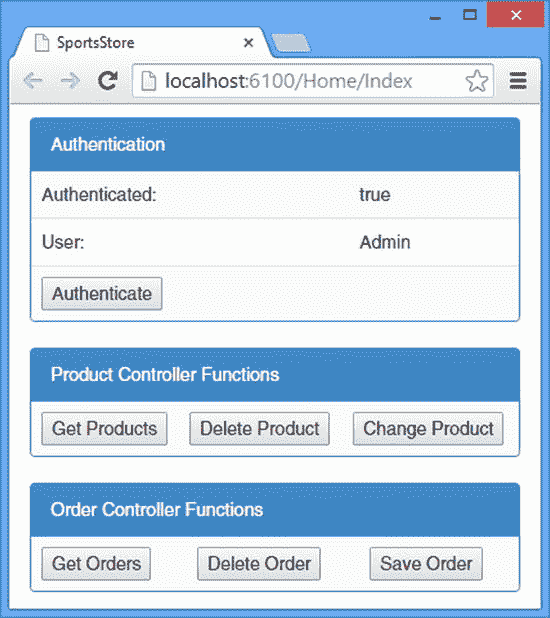 SportsStore
localhost:6100/Home/Index
Authentication
Authenticated: true
User: Admin
Authenticate
Product Controller Functions
Get Products Delete Product Change Product
Order Controller Functions
Get Orders Delete Order Save Order